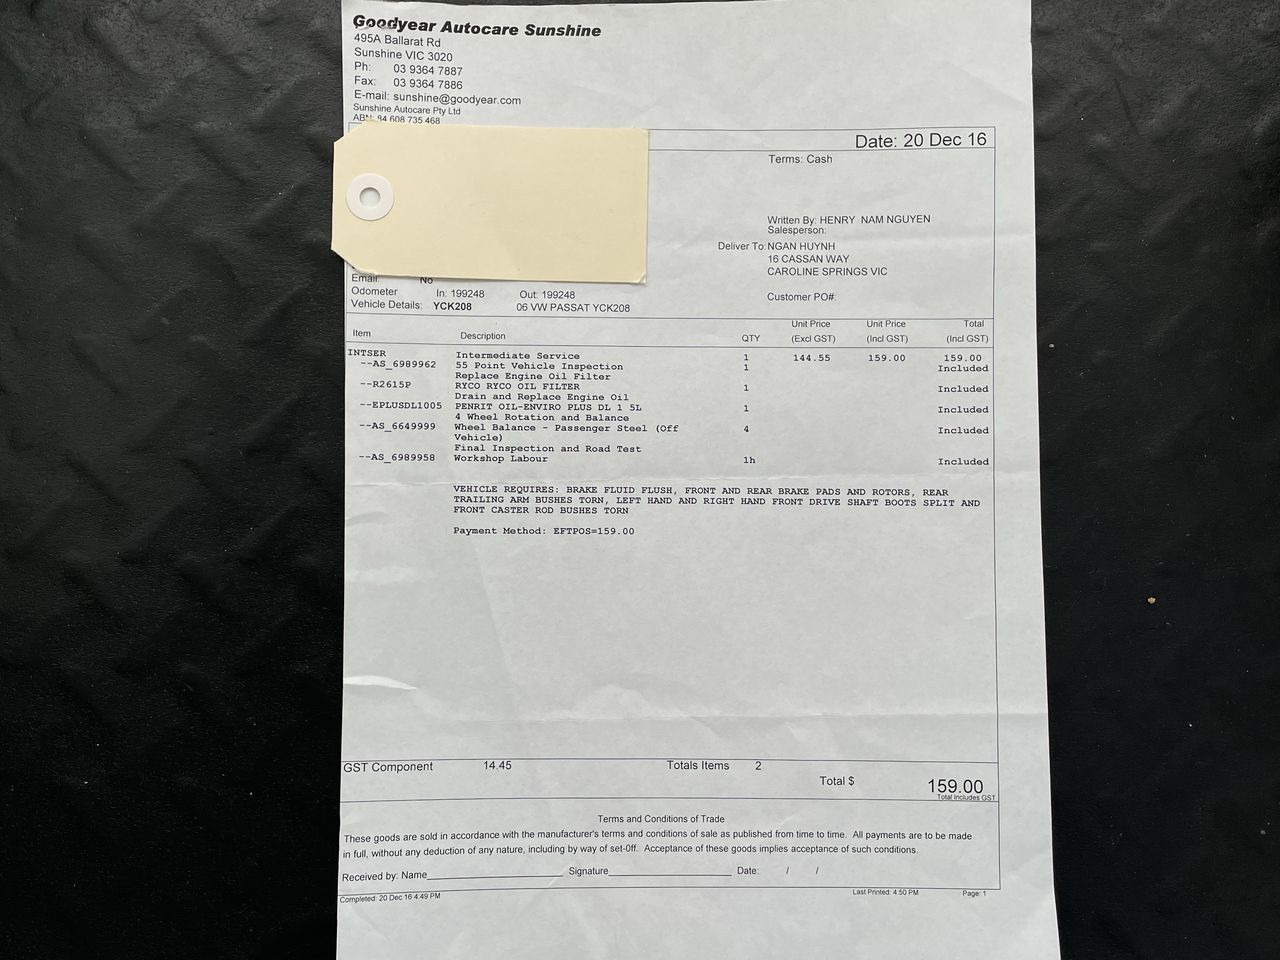 Goodyear Autocare Sunshine
495A Ballarat Rd
Sunshine VIC 3020
Ph: 03 9364 7887
Fax: 03 9364 7886
E-mail: sunshine@goodyear.com
Sunshine Autocare Pty Ltd
ABN: 84 608 735 468
Date: 20 Dec 16
Terms: Cash
Written By: HENRY NAM NGUYEN
Salesperson:
Deliver To: NGAN HUYNH
16 CASSAN WAY
CAROLINE SPRINGS VIC
Email: No
Odometer In: 199248 Out: 199248
Customer PO#:
Vehicle Details: YCK208 06 VW PASSAT YCK208
Item Description QTY Unit Price (Excl GST) Unit Price (Incl GST) Total (Incl GST)
INTSER Intermediate Service 1 144.55 159.00 159.00
--AS_6989962 55 Point Vehicle Inspection 1 Included
Replace Engine Oil Filter
--R2615P RYCO RYCO OIL FILTER 1 Included
Drain and Replace Engine Oil
--EPLUSDL1005 PENRIT OIL-ENVIRO PLUS DL 1 5L 1 Included
4 Wheel Rotation and Balance
--AS_6649999 Wheel Balance - Passenger Steel (Off 4 Included
Vehicle)
Final Inspection and Road Test
--AS_6989958 Workshop Labour 1h Included
VEHICLE REQUIRES: BRAKE FLUID FLUSH, FRONT AND REAR BRAKE PADS AND ROTORS, REAR
TRAILING ARM BUSHES TORN, LEFT HAND AND RIGHT HAND FRONT DRIVE SHAFT BOOTS SPLIT AND
FRONT CASTER ROD BUSHES TORN
Payment Method: EFTPOS=159.00
GST Component 14.45 Totals Items 2
Total $ 159.00
Total Includes GST
Terms and Conditions of Trade
These goods are sold in accordance with the manufacturer's terms and conditions of sale as published from time to time. All payments are to be made
in full, without any deduction of any nature, including by way of set-0ff. Acceptance of these goods implies acceptance of such conditions.
Received by: Name Signature Date: / /
Completed: 20 Dec 16 4:49 PM Last Printed: 4:50 PM Page: 1